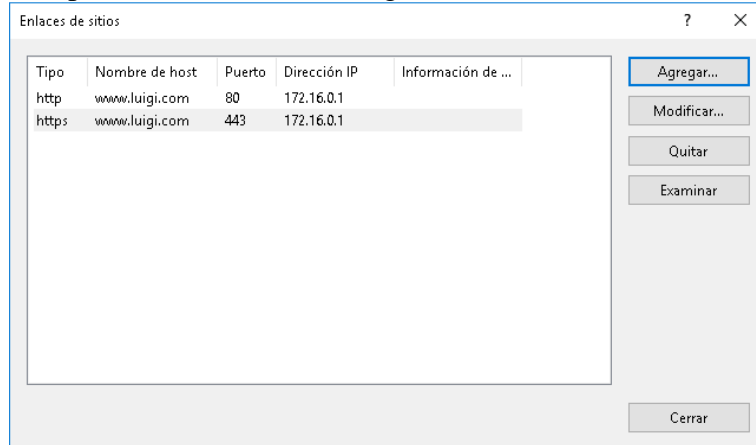 Enlaces de sitios ? ×
Tipo Nombre de host Puerto Dirección IP Información de ...
http www.luigi.com 80 172.16.0.1
https www.luigi.com 443 172.16.0.1
Agregar...
Modificar...
Quitar
Examinar
Cerrar